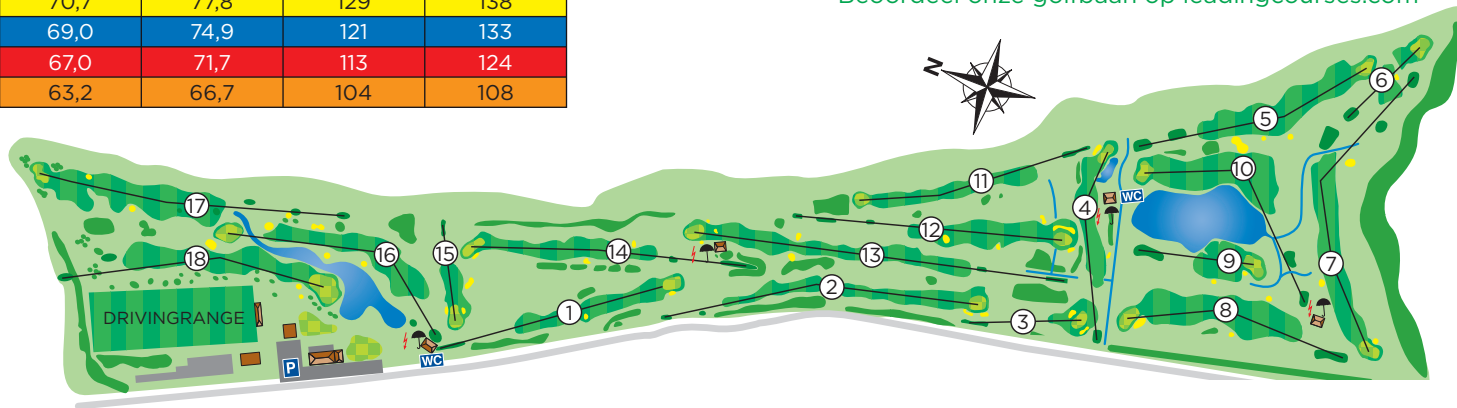 70,7 77,8 129 138
Beoordeel onze golfbaan op leadingcourses.com
69,0 74,9 121 133
67,0 71,7 113 124
63,2 66,7 104 108
N
6
5
10
11
4
WC
17
12
16
15
14
13
9
7
18
2
1
3
8
DRIVINGRANGE
P
WC